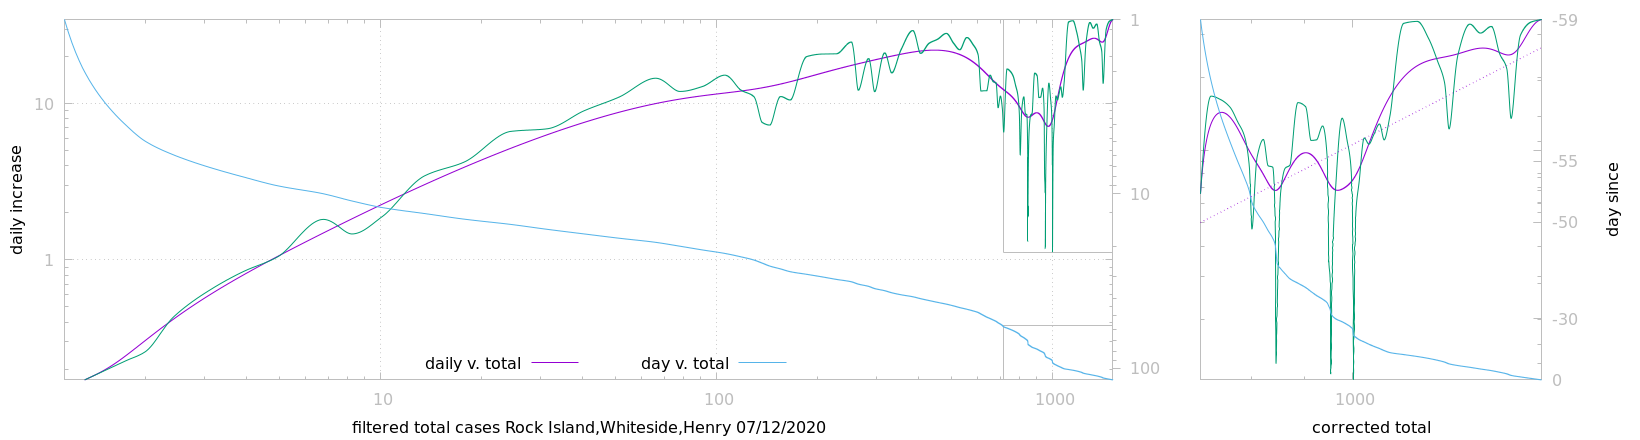 daily increase
10
1
daily v. total
day v. total
10
100
1000
filtered total cases Rock Island,Whiteside,Henry 07/12/2020
1
10
100
1000
corrected total
-59
-55
-50
-30
0
day since